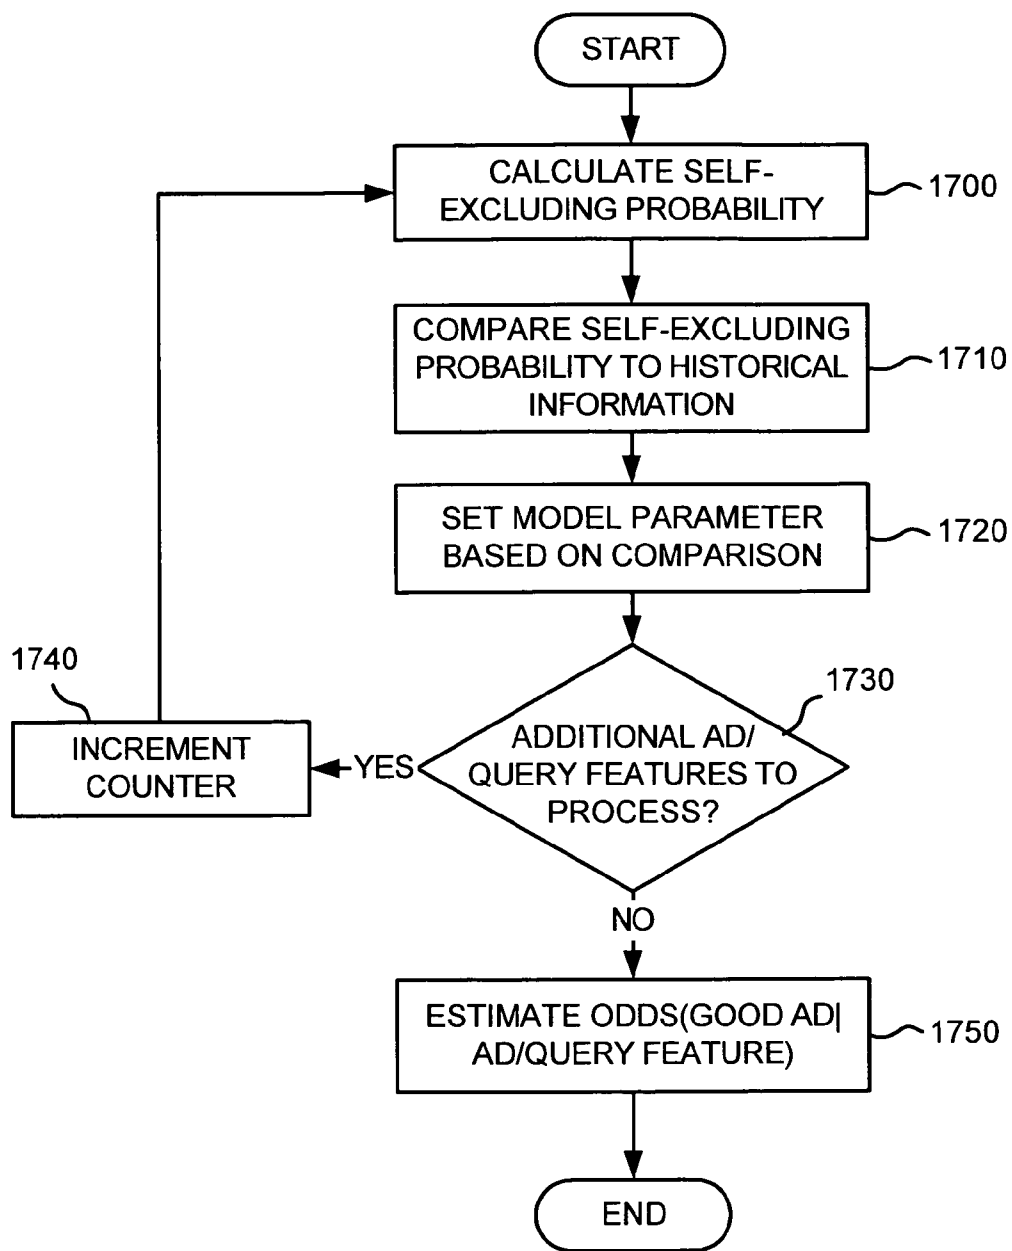 START
CALCULATE SELF-
EXCLUDING PROBABILITY
1700
COMPARE SELF-EXCLUDING
PROBABILITY TO HISTORICAL
INFORMATION
1710
SET MODEL PARAMETER
BASED ON COMPARISON
1720
1730
ADDITIONAL AD/
QUERY FEATURES TO
PROCESS?
YES
1740
INCREMENT
COUNTER
NO
ESTIMATE ODDS(GOOD AD|
AD/QUERY FEATURE)
1750
END